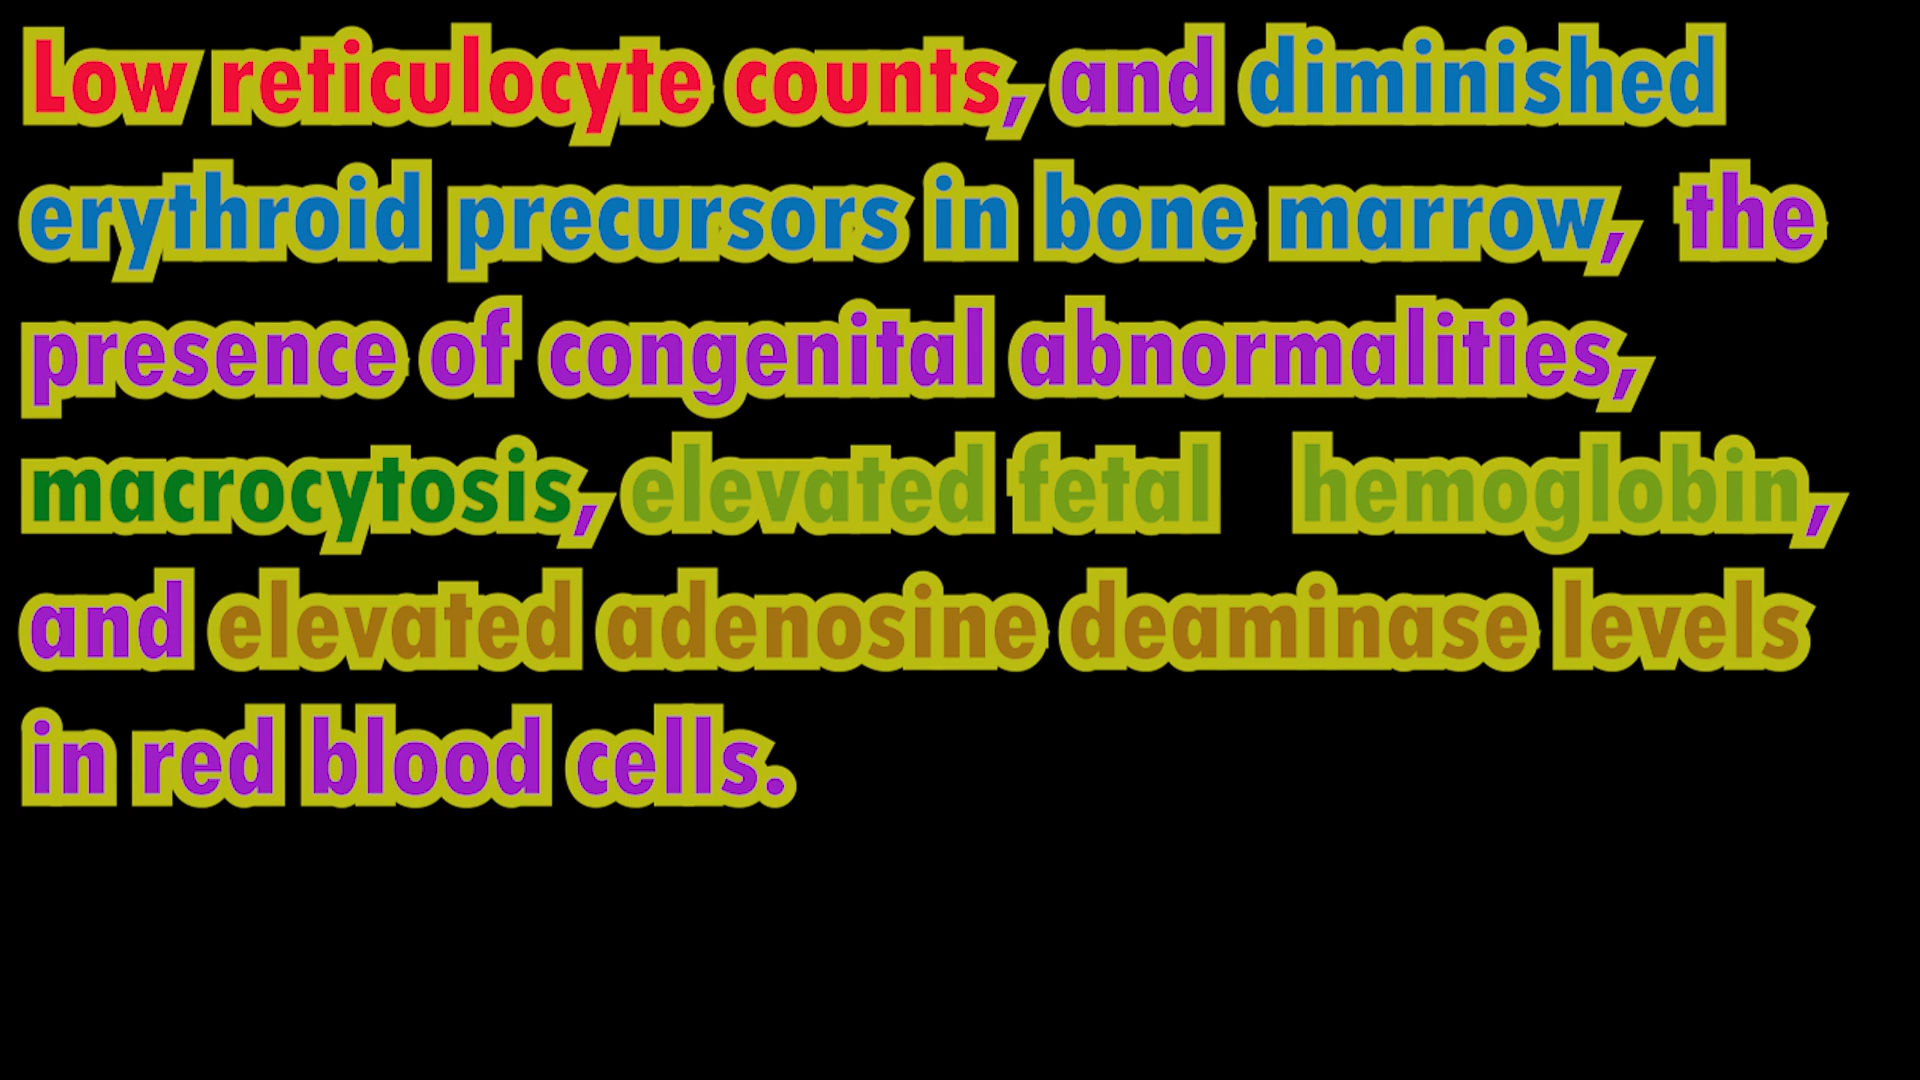 Low reticulocyte counts, and diminished
erythroid precursors in bone marrow, the
presence of congenital abnormalities,
macrocytosis, elevated fetal hemoglobin,
and elevated adenosine deaminase levels
in red blood cells.